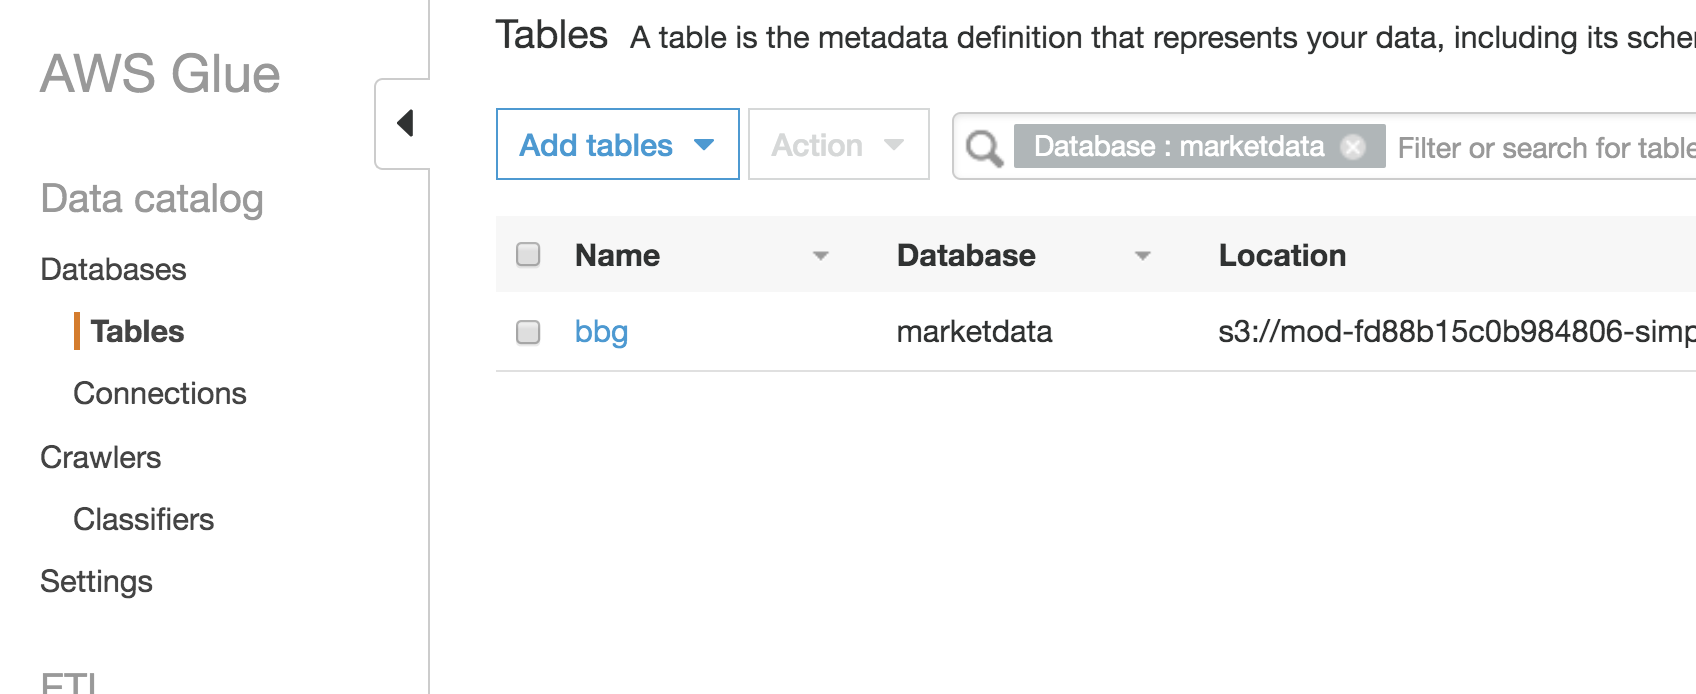 AWS Glue
Data catalog
Databases
Tables
Connections
Crawlers
Classifiers
Settings
ETL
Tables A table is the metadata definition that represents your data, including its
Add tables Action Database : marketdata Filter or search for
Name Database Location
bbg marketdata s3://mod-fd88b15c0b984806-simp